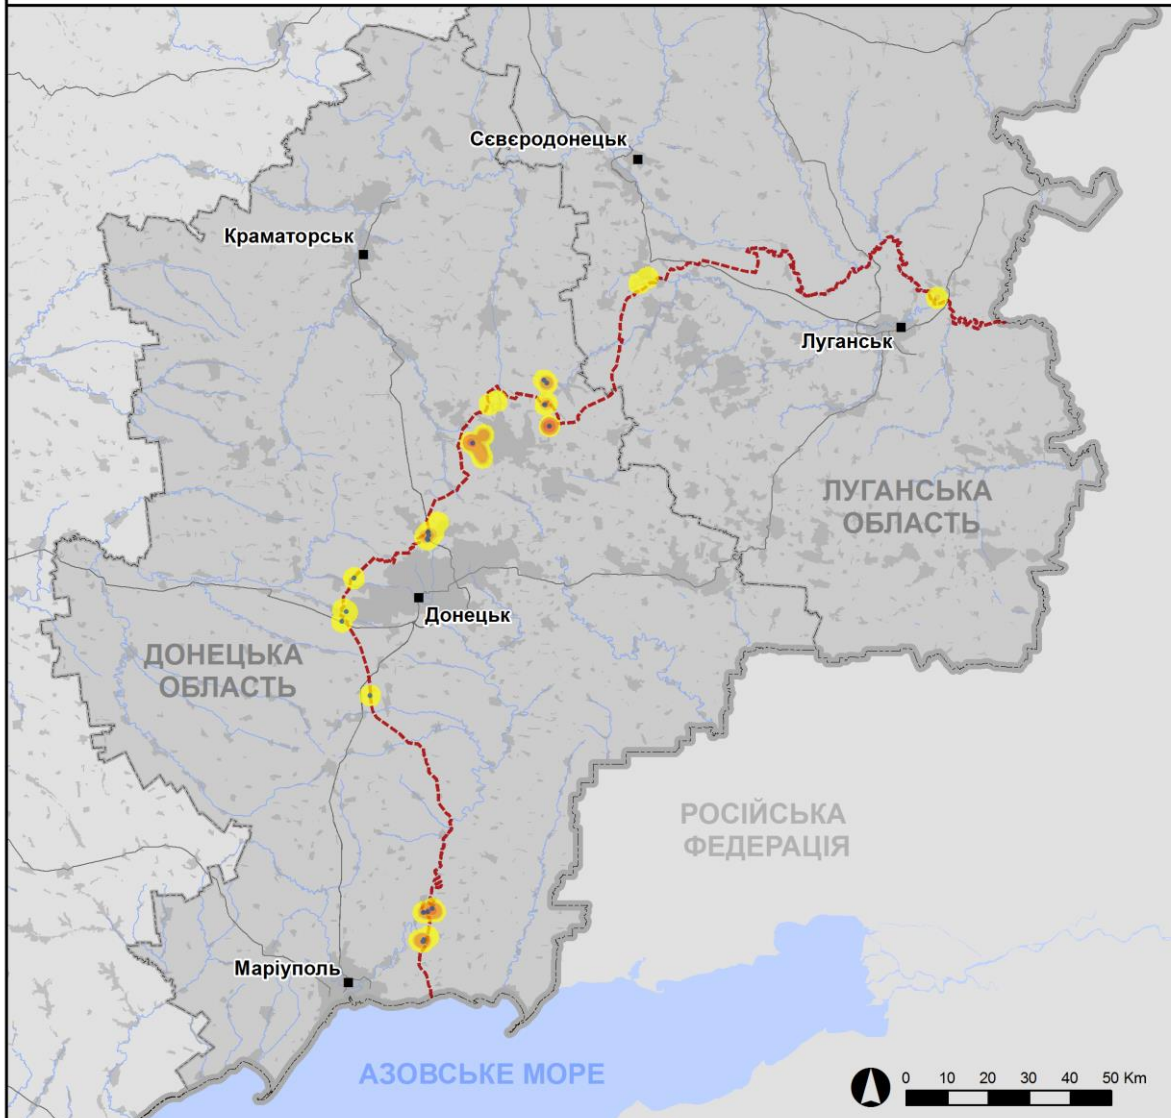 Сєвєродонецьк
Краматорськ
Луганськ
ЛУГАНСЬКА
ОБЛАСТЬ
Донецьк
ДОНЕЦЬКА
ОБЛАСТЬ
РОСІЙСЬКА
ФЕДЕРАЦІЯ
Маріуполь
АЗОВСЬКЕ МОРЕ
0 10 20 30 40 50 Km